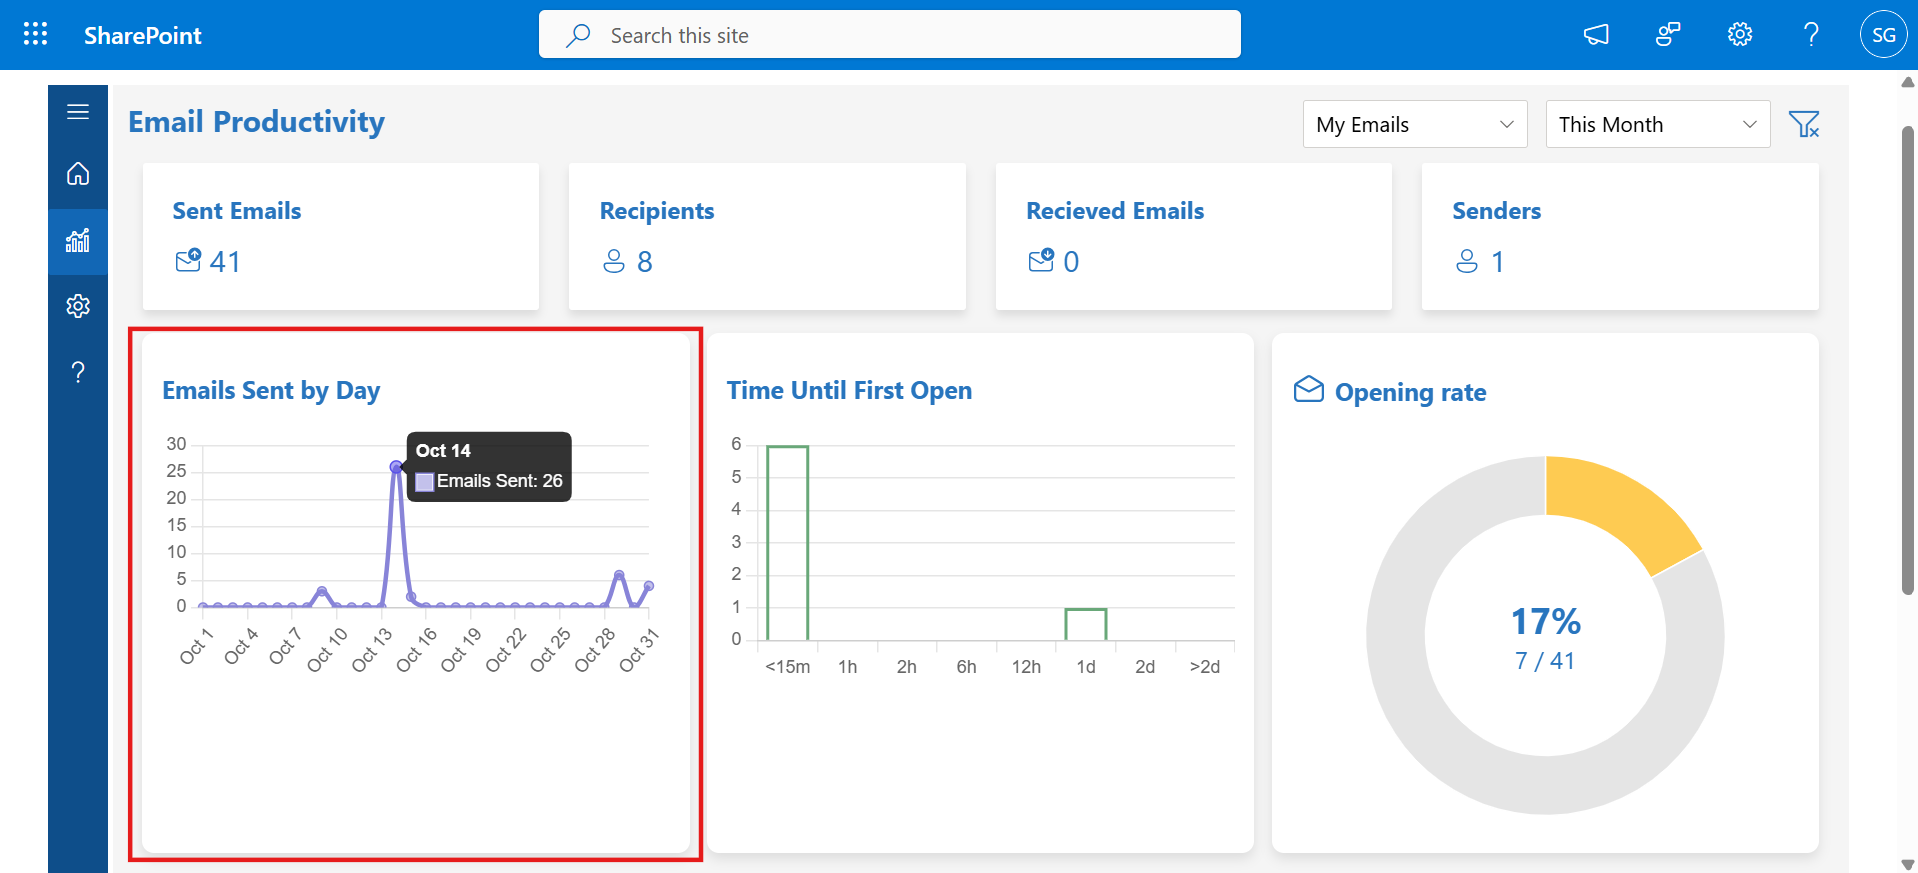 SharePoint
Search this site
SG
Email Productivity
My Emails
This Month
Sent Emails
41
Recipients
8
Recieved Emails
0
Senders
1
Emails Sent by Day
30
25
20
15
10
5
0
Oct 14
Emails Sent: 26
Oct 1
Oct 4
Oct 7
Oct 10
Oct 13
Oct 16
Oct 19
Oct 22
Oct 25
Oct 28
Oct 31
Time Until First Open
6
5
4
3
2
1
0
<15m
1h
2h
6h
12h
1d
2d
>2d
Opening rate
17%
7 / 41